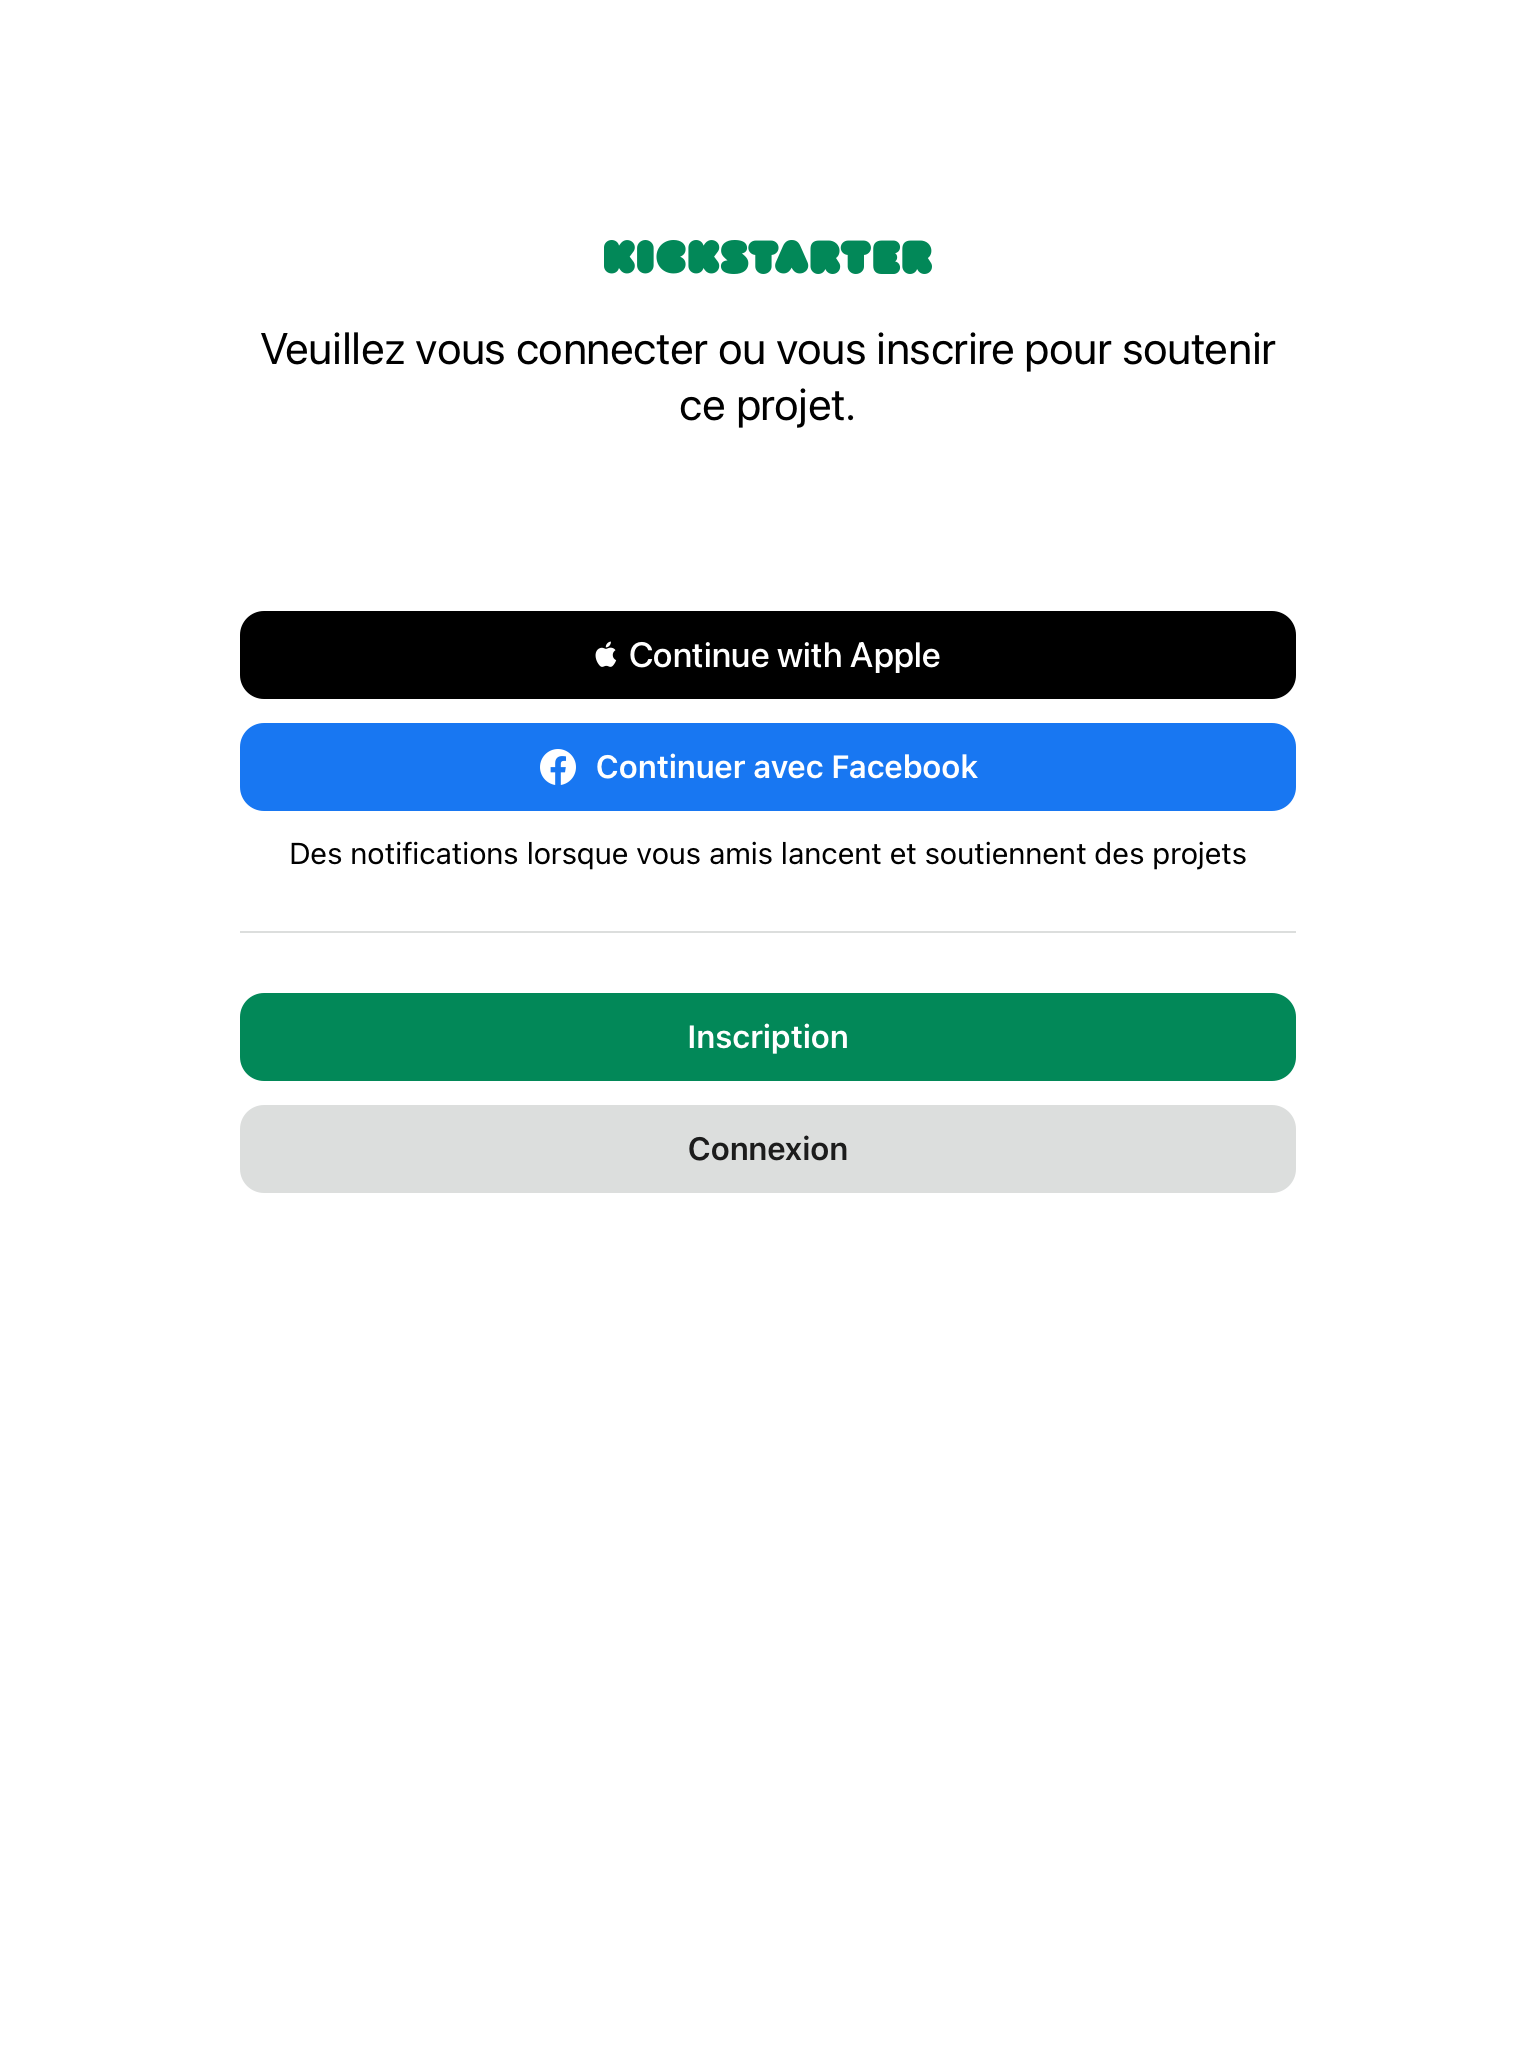 KICKSTARTER
Veuillez vous connecter ou vous inscrire pour soutenir
ce projet.
Continue with Apple
Continuer avec Facebook
Des notifications lorsque vous amis lancent et soutiennent des projets
Inscription
Connexion